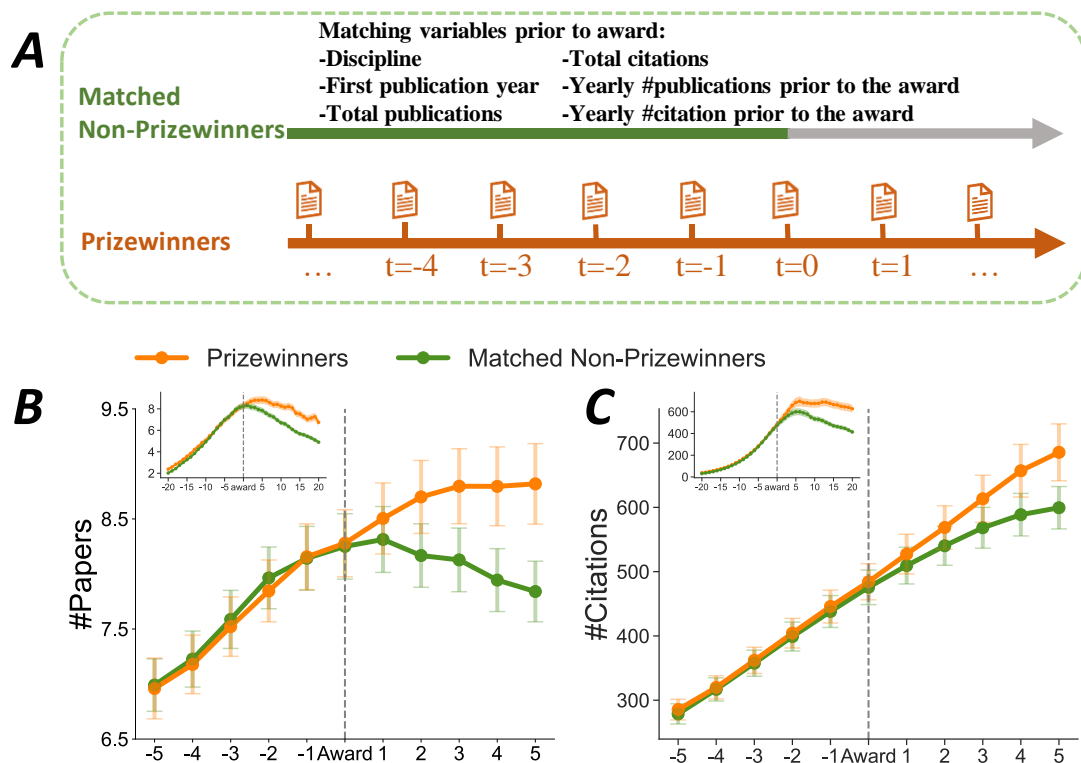 A
Matching variables prior to award:
-Discipline
-Total citations
-First publication year
-Yearly #publications prior to the award
-Total publications
-Yearly #citation prior to the award
Matched
Non-Prizewinners
Prizewinners
... t=-4 t=-3 t=-2 t=-1 t=0 t=1 ...
Prizewinners
Matched Non-Prizewinners
B
#Papers
9.5
8.5
7.5
6.5
-5 -4 -3 -2 -1 Award 1 2 3 4 5
8
6
4
2
-20 -15 -10 -5 award 5 10 15 20
C
#Citations
700
600
500
400
300
-5 -4 -3 -2 -1 Award 1 2 3 4 5
600
400
200
0
-20 -15 -10 -5 award 5 10 15 20